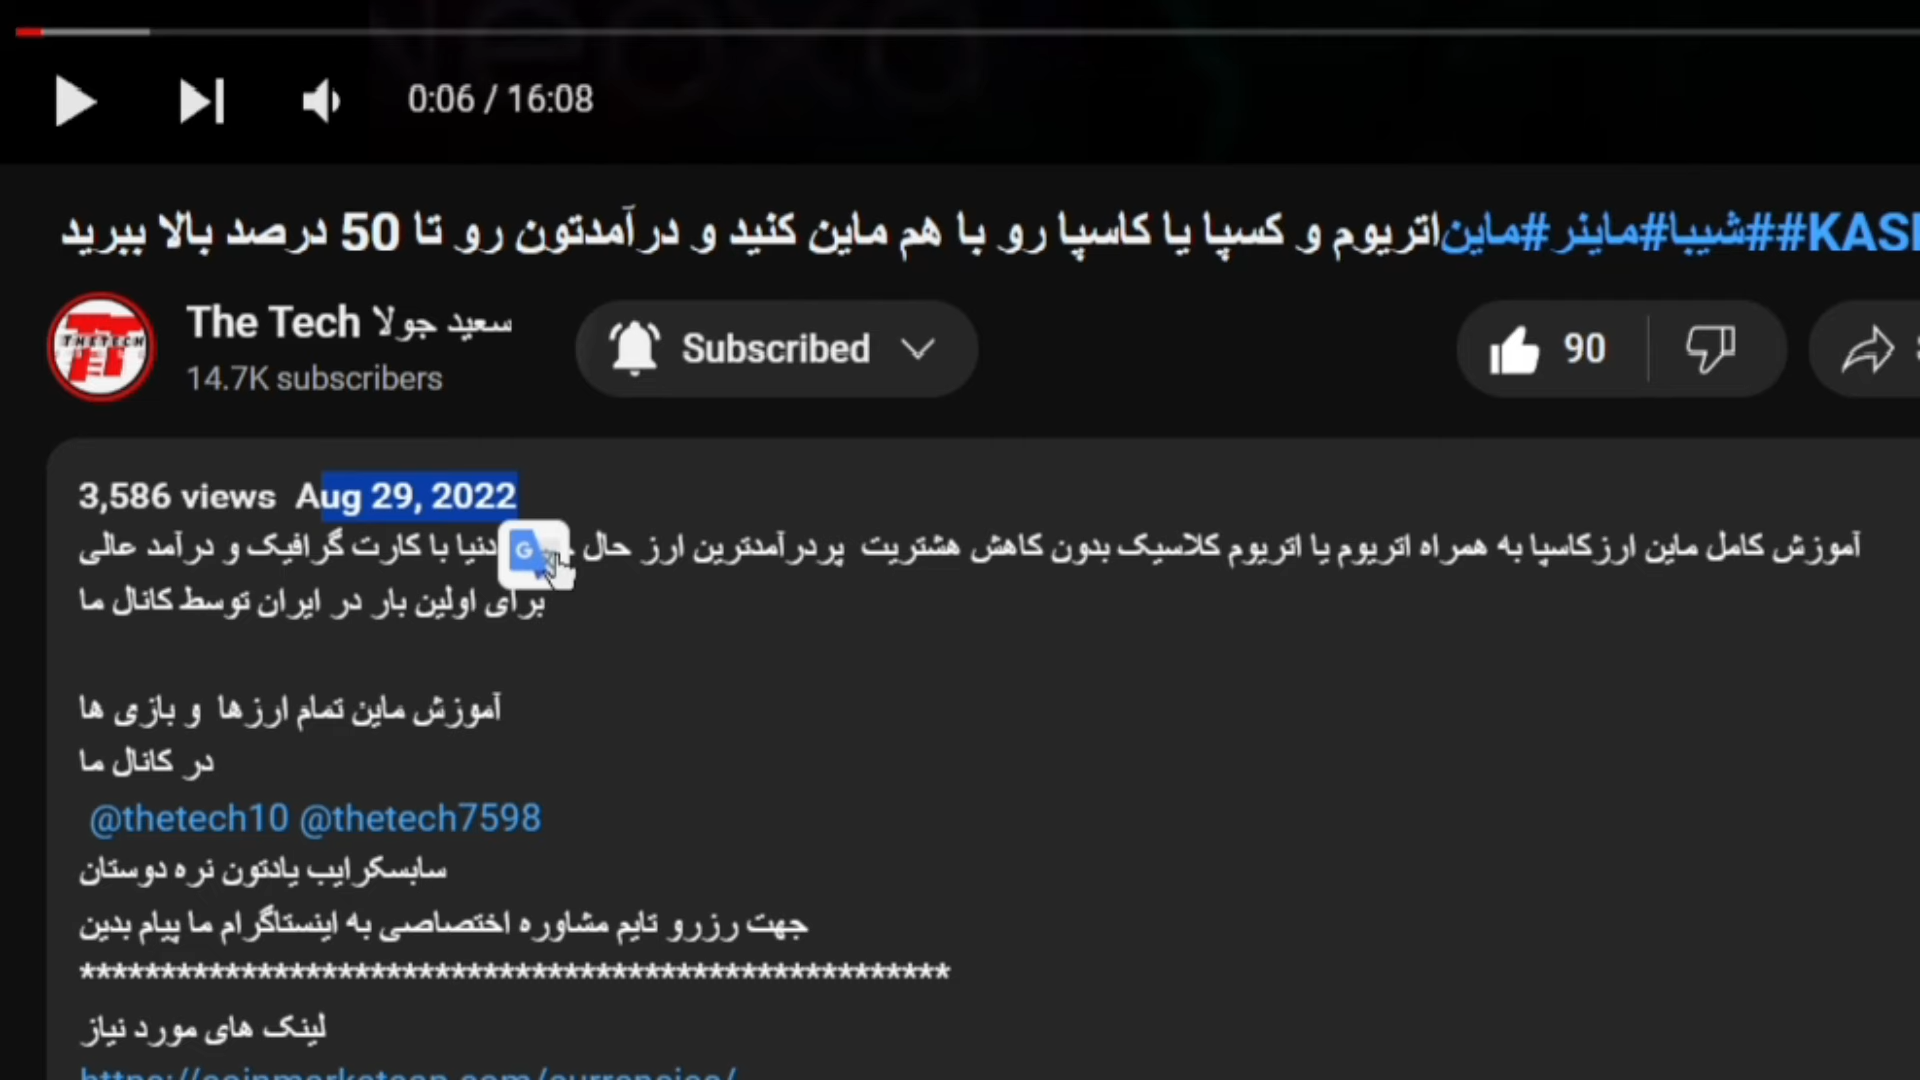 0:06 / 16:08
اتریوم و کسپا یا کاسپا رو با هم ماین کنید و درآمدتون رو تا 50 درصد بالا ببرید #ماین #ماینر #شیبا ##
The Tech سعید جولا
14.7K subscribers
Subscribed
90
THETECH
3,586 views Aug 29, 2022
آموزش کامل ماین ارزکاسپا به همراه اتریوم یا اتریوم کلاسیک بدون کاهش هشتریت پردرآمدترین ارز حال دنیا با کارت گرافیک و درآمد عالی
برای اولین بار در ایران توسط کانال ما
آموزش ماین تمام ارزها و بازی ها
در کانال ما
@thetech10 @thetech7598
سابسکرایب یادتون نره دوستان
جهت رزرو تایم مشاوره اختصاصی به اینستاگرام ما پیام بدین
******************************************************
لینک های مورد نیاز
https://coinmarketcap.com/currencies/